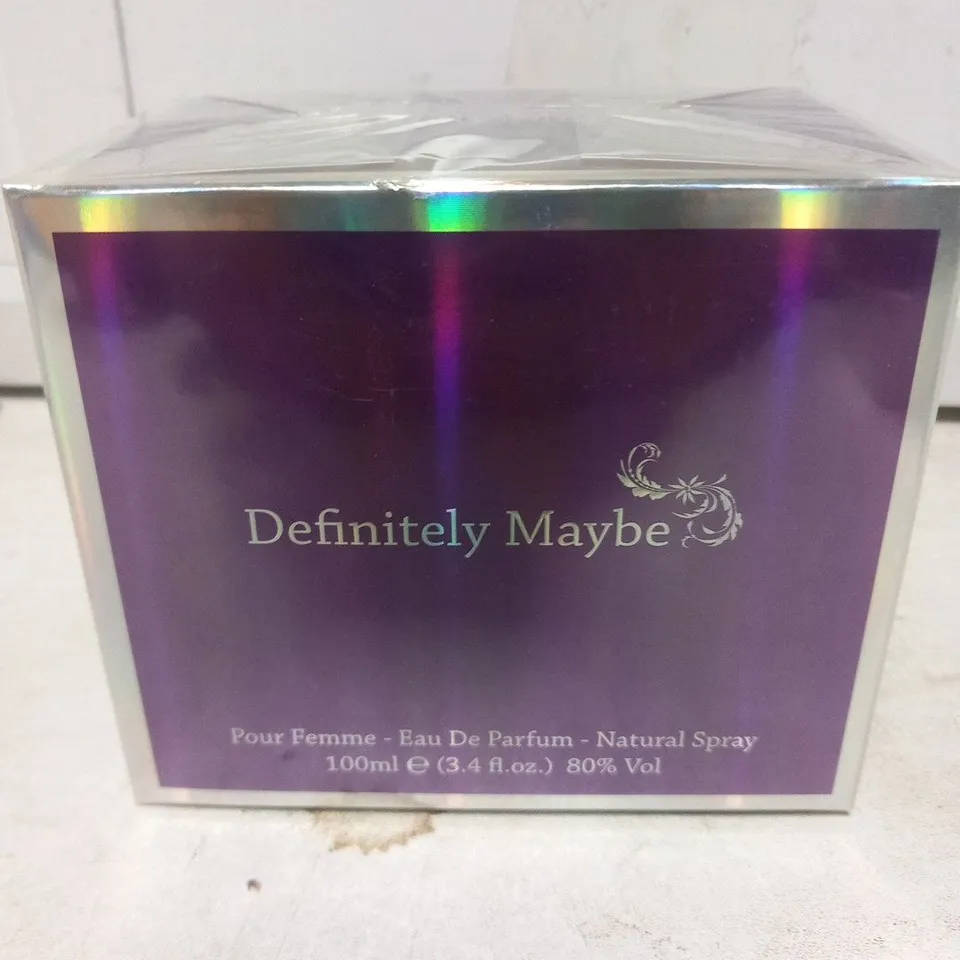 Definitely Maybe
Pour Femme - Eau De Parfum - Natural Spray
100ml ℮ (3.4 fl.oz.) 80% Vol